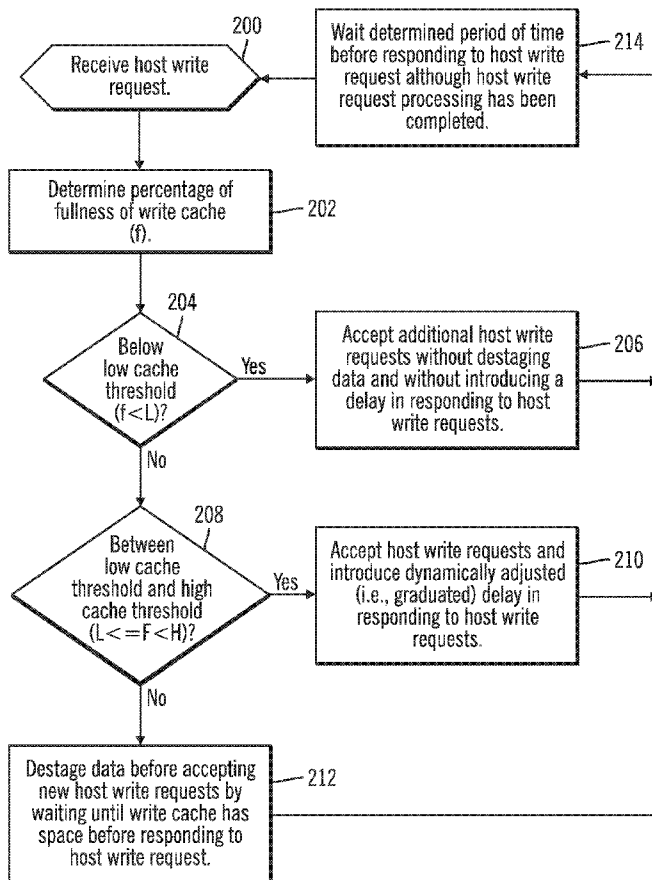 200
Receive host write
request.
Wait determined period of time
before responding to host write
request although host write
request processing has been
completed.
214
Determine percentage of
fullness of write cache
(f).
202
204
Below
low cache
threshold
(f<L)?
Yes
No
Accept additional host write
requests without destaging
data and without introducing a
delay in responding to host
write requests.
206
208
Between
low cache
threshold and high
cache threshold
(L<=F<H)?
Yes
No
Accept host write requests and
introduce dynamically adjusted
(i.e., graduated) delay in
responding to host write
requests.
210
Destage data before accepting
new host write requests by
waiting until write cache has
space before responding to
host write request.
212